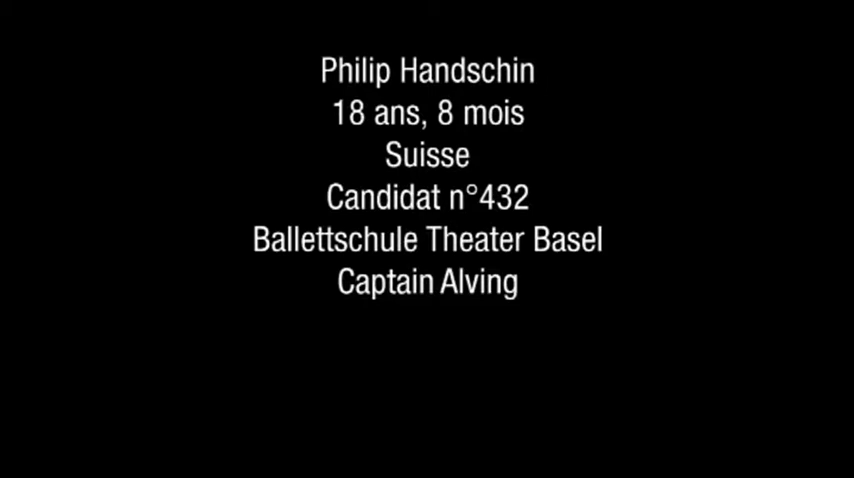 Philip Handschin
18 ans, 8 mois
Suisse
Candidat n°432
Ballettschule Theater Basel
Captain Alving